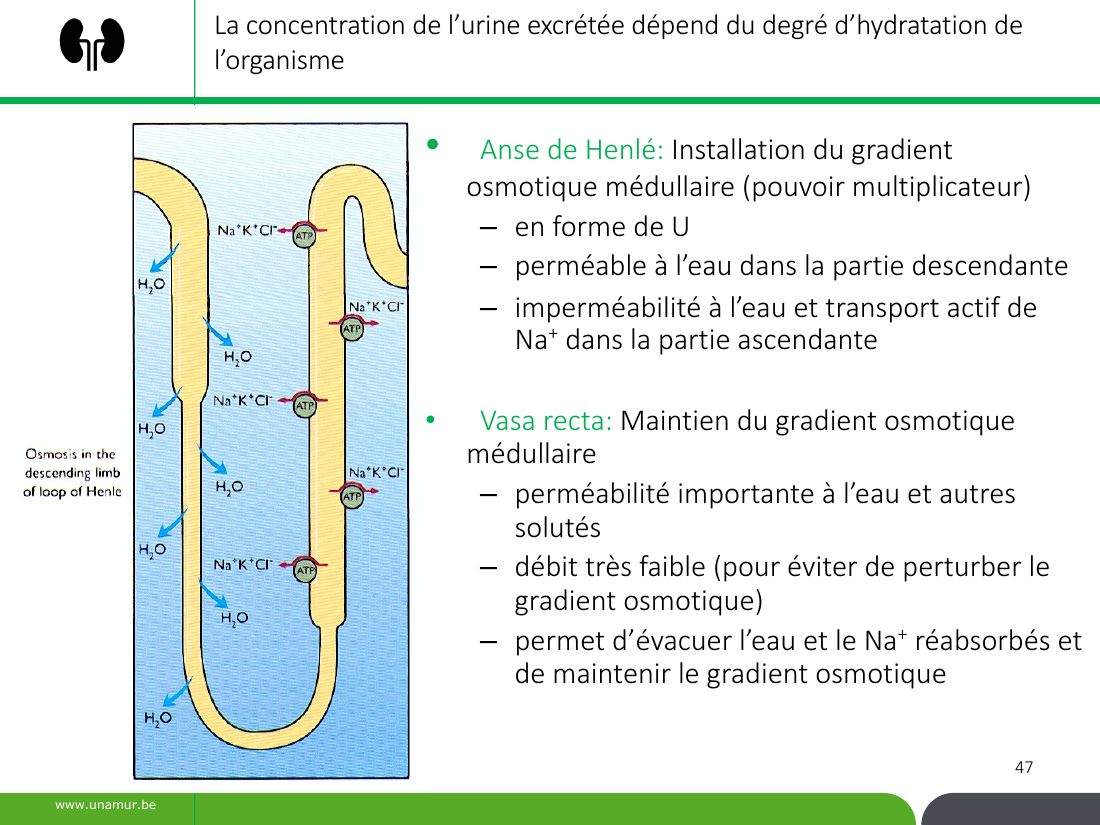 La concentration de l’urine excrétée dépend du degré d’hydratation de
l’organisme
Na⁺K⁺Cl⁻
ATP
H₂O
Na⁺K⁺Cl⁻
ATP
H₂O
Na⁺K⁺Cl⁻
ATP
H₂O
Osmosis in the
descending limb
of loop of Henle
Na⁺K⁺Cl⁻
ATP
H₂O
H₂O
Na⁺K⁺Cl⁻
ATP
H₂O
H₂O
• Anse de Henlé: Installation du gradient
osmotique médullaire (pouvoir multiplicateur)
– en forme de U
– perméable à l’eau dans la partie descendante
– imperméabilité à l’eau et transport actif de
Na⁺ dans la partie ascendante
• Vasa recta: Maintien du gradient osmotique
médullaire
– perméabilité importante à l’eau et autres
solutés
– débit très faible (pour éviter de perturber le
gradient osmotique)
– permet d’évacuer l’eau et le Na⁺ réabsorbés et
de maintenir le gradient osmotique
47
www.unamur.be